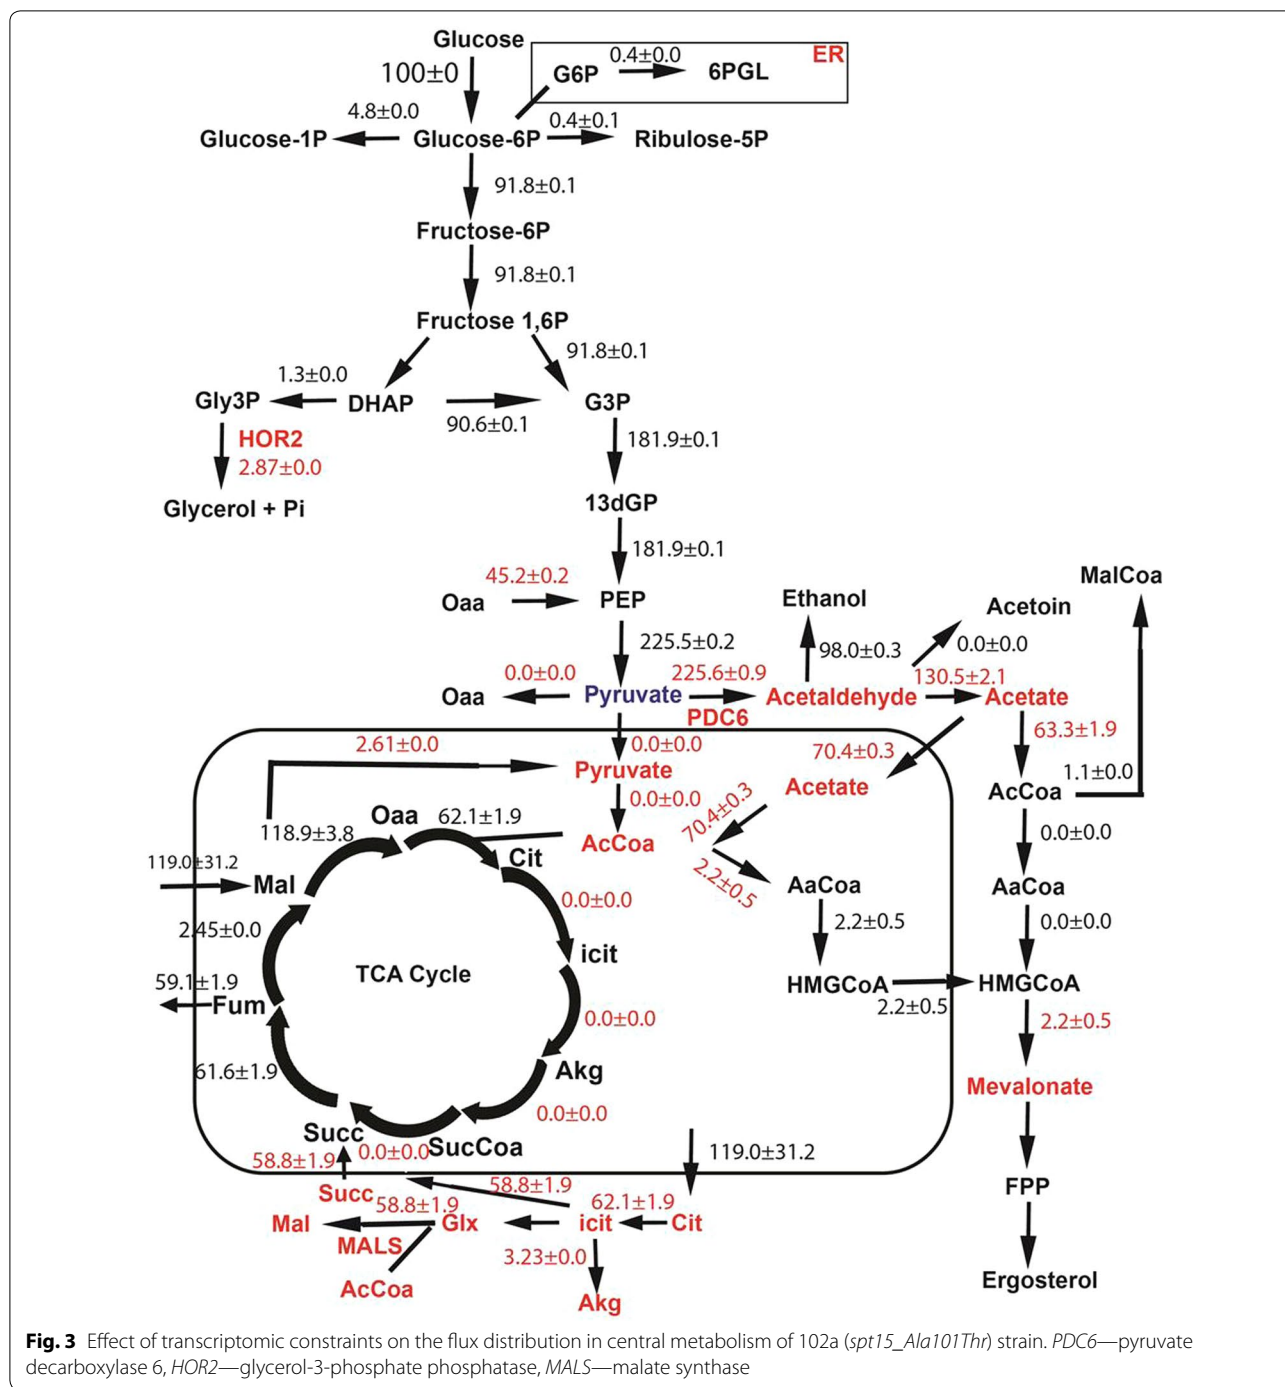 Glucose
ER
0.4±0.0
G6P
6PGL
100±0
4.8±0.0
0.4±0.1
Glucose-1P
Glucose-6P
Ribulose-5P
91.8±0.1
Fructose-6P
91.8±0.1
Fructose 1,6P
91.8±0.1
1.3±0.0
Gly3P
DHAP
G3P
90.6±0.1
HOR2
181.9±0.1
2.87±0.0
13dGP
Glycerol + Pi
181.9±0.1
45.2±0.2
MalCoa
Oaa
PEP
Ethanol
Acetoin
225.5±0.2
98.0±0.3
0.0±0.0
0.0±0.0
225.6±0.9
130.5±2.1
Oaa
Pyruvate
Acetaldehyde
Acetate
PDC6
63.3±1.9
2.61±0.0
0.0±0.0
70.4±0.3
Pyruvate
1.1±0.0
Acetate
AcCoa
0.0±0.0
70.4±0.3
Oaa
62.1±1.9
118.9±3.8
0.0±0.0
AcCoa
Cit
119.0±31.2
2.2±0.5
Mal
AaCoa
AaCoa
0.0±0.0
2.45±0.0
2.2±0.5
0.0±0.0
icit
TCA Cycle
59.1±1.9
HMGCoA
HMGCoA
Fum
2.2±0.5
0.0±0.0
2.2±0.5
61.6±1.9
Akg
Mevalonate
0.0±0.0
Succ
SucCoa
0.0±0.0
119.0±31.2
58.8±1.9
Succ
58.8±1.9
FPP
58.8±1.9
62.1±1.9
Mal
Glx
icit
Cit
MALS
3.23±0.0
AcCoa
Akg
Ergosterol
Fig. 3 Effect of transcriptomic constraints on the flux distribution in central metabolism of 102a (spt15_Ala101Thr) strain. PDC6—pyruvate
decarboxylase 6, HOR2—glycerol-3-phosphate phosphatase, MALS—malate synthase